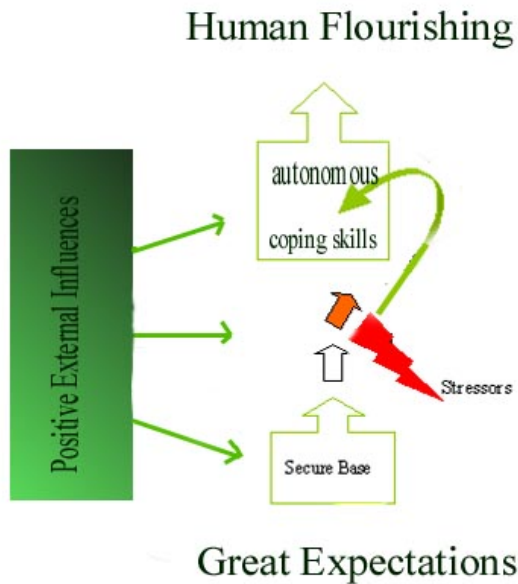 Human Flourishing
autonomous
coping skills
Positive External Influences
Stressors
Secure Base
Great Expectations